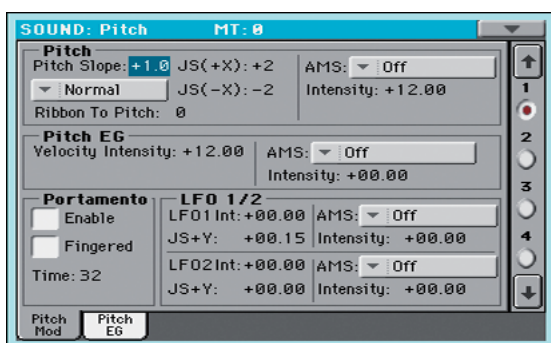 SOUND: Pitch MT: 0
Pitch
Pitch Slope: +1.0 JS(+X): +2 AMS: Off
Normal JS(-X): -2 Intensity: +12.00
Ribbon To Pitch: 0
Pitch EG
Velocity Intensity: +12.00 AMS: Off
Intensity: +00.00
Portamento
Enable
Fingered
Time: 32
LFO 1/2
LFO1 Int: +00.00 AMS: Off
JS+Y: +00.15 Intensity: +00.00
LFO2 Int: +00.00 AMS: Off
JS+Y: +00.00 Intensity: +00.00
1
2
3
4
Pitch Mod
Pitch EG